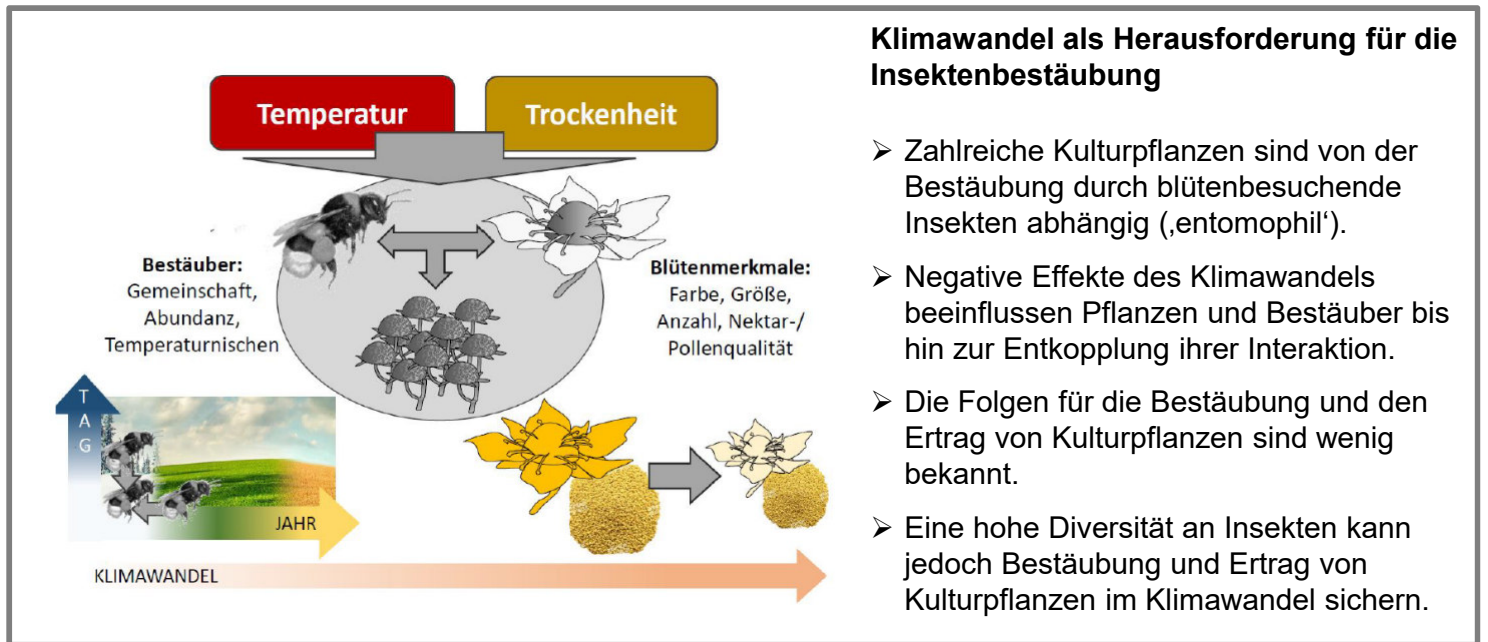 Temperatur
Trockenheit
Bestäuber:
Gemeinschaft,
Abundanz,
Temperaturnischen
Blütenmerkmale:
Farbe, Größe,
Anzahl, Nektar-/
Pollenqualität
T
A
G
JAHR
KLIMAWANDEL
Klimawandel als Herausforderung für die
Insektenbestäubung
➢ Zahlreiche Kulturpflanzen sind von der
Bestäubung durch blütenbesuchende
Insekten abhängig (‚entomophil‘).
➢ Negative Effekte des Klimawandels
beeinflussen Pflanzen und Bestäuber bis
hin zur Entkopplung ihrer Interaktion.
➢ Die Folgen für die Bestäubung und den
Ertrag von Kulturpflanzen sind wenig
bekannt.
➢ Eine hohe Diversität an Insekten kann
jedoch Bestäubung und Ertrag von
Kulturpflanzen im Klimawandel sichern.